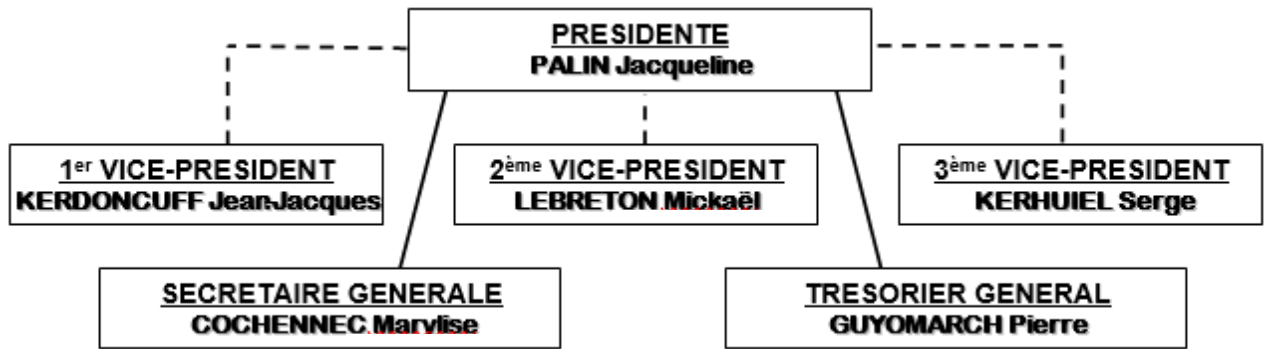 PRESIDENTE
PALIN Jacqueline
1er VICE-PRESIDENT
KERDONCUFF Jean-Jacques
2ème VICE-PRESIDENT
LEBRETON Mickaël
3ème VICE-PRESIDENT
KERHUIEL Serge
SECRETAIRE GENERALE
COCHENNEC Marylise
TRESORIER GENERAL
GUYOMARCH Pierre